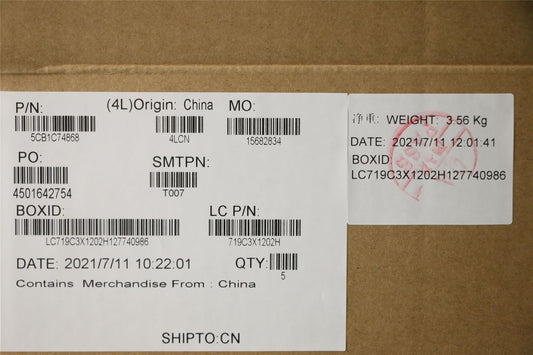 P/N:
(4L)Origin: China
MO:
5CB1C74868
4LCN
15682834
PO:
SMTPN:
4501642754
T007
BOXID:
LC P/N:
LC719C3X1202H127740986
719C3X1202H
DATE: 2021/7/11 10:22:01
QTY:
5
Contains Merchandise From : China
SHIPTO:CN
净重: WEIGHT: 3.56 Kg
DATE: 2021/7/11 12:01:41
BOXID:
LC719C3X1202H127740986